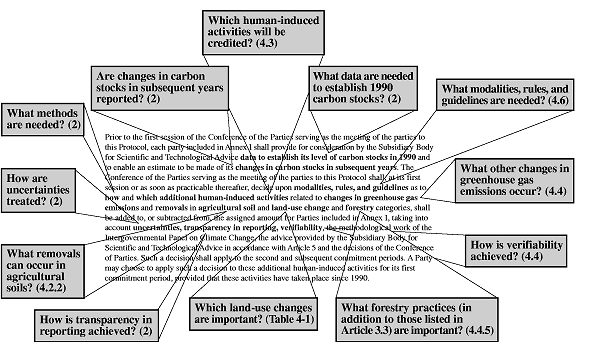 Which human-induced
activities will be
credited? (4.3)
Are changes in carbon
stocks in subsequent years
reported? (2)
What data are needed
to establish 1990
carbon stocks? (2)
What modalities, rules, and
guidelines are needed? (4.6)
What methods
are needed? (2)
Prior to the first session of the Conference of the Parties serving as the meeting of the parties to
this Protocol, each party included in Annex I shall provide for consideration by the Subsidiary Body
for Scientific and Technological Advice data to establish its level of carbon stocks in 1990 and
to enable an estimate to be made of its changes in carbon stocks in subsequent years. The
Conference of the Parties serving as the meeting of the parties to this Protocol shall, at its first
session or as soon as practicable thereafter, decide upon modalities, rules, and guidelines as to
how and which additional human-induced activities related to changes in greenhouse gas
emissions and removals in agricultural soil and land-use change and forestry categories, shall
be added to, or subtracted from, the assigned amount for Parties included in Annex I, taking into
account uncertainties, transparency in reporting, verifiability, the methodological work of the
Intergovernmental Panel on Climate Change, the advice provided by the Subsidiary Body for
Scientific and Technological Advice in accordance with Article 5 and the decisions of the Conference
of Parties. Such a decision shall apply to the second and subsequent commitment periods. A Party
may choose to apply such a decision to these additional human-induced activities for its first
commitment period, provided that these activities have taken place since 1990.
What other changes in
greenhouse gas
emissions occur? (4.4)
How are
uncertainties
treated? (2)
How is verifiability
achieved? (4.4)
What removals
can occur in
agricultural
soils? (4.2.2)
How is transparency in
reporting achieved? (2)
Which land-use changes
are important? (Table 4-1)
What forestry practices (in
addition to those listed in
Article 3.3) are important? (4.4.5)